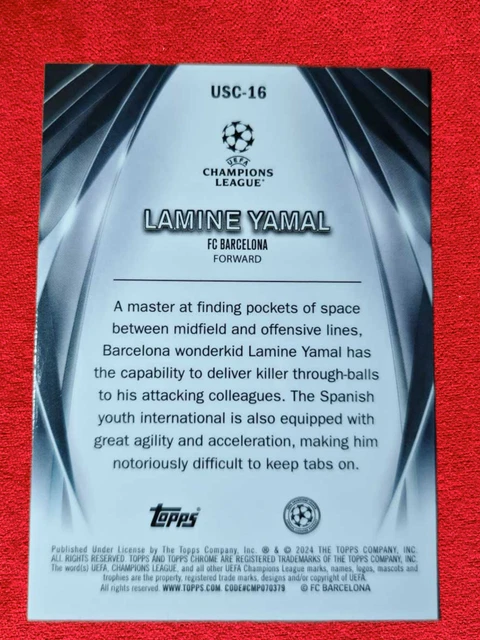 USC-16
UEFA
CHAMPIONS
LEAGUE
LAMINE YAMAL
FC BARCELONA
FORWARD
A master at finding pockets of space
between midfield and offensive lines,
Barcelona wonderkid Lamine Yamal has
the capability to deliver killer through-balls
to his attacking colleagues. The Spanish
youth international is also equipped with
great agility and acceleration, making him
notoriously difficult to keep tabs on.
Topps
Published Under License by The Topps Company, Inc. ® & © 2024 THE TOPPS COMPANY, INC.
ALL RIGHTS RESERVED. TOPPS AND TOPPS CHROME ARE REGISTERED TRADEMARKS OF THE TOPPS COMPANY, INC.
The word(s) UEFA, CHAMPIONS LEAGUE, and all other UEFA Champions League marks, names, logos, mascots and
trophies are the property, registered trade marks, designs and/or copyright of UEFA.
All rights reserved. WWW.TOPPS.COM. CODE#CMP070379 © FC BARCELONA